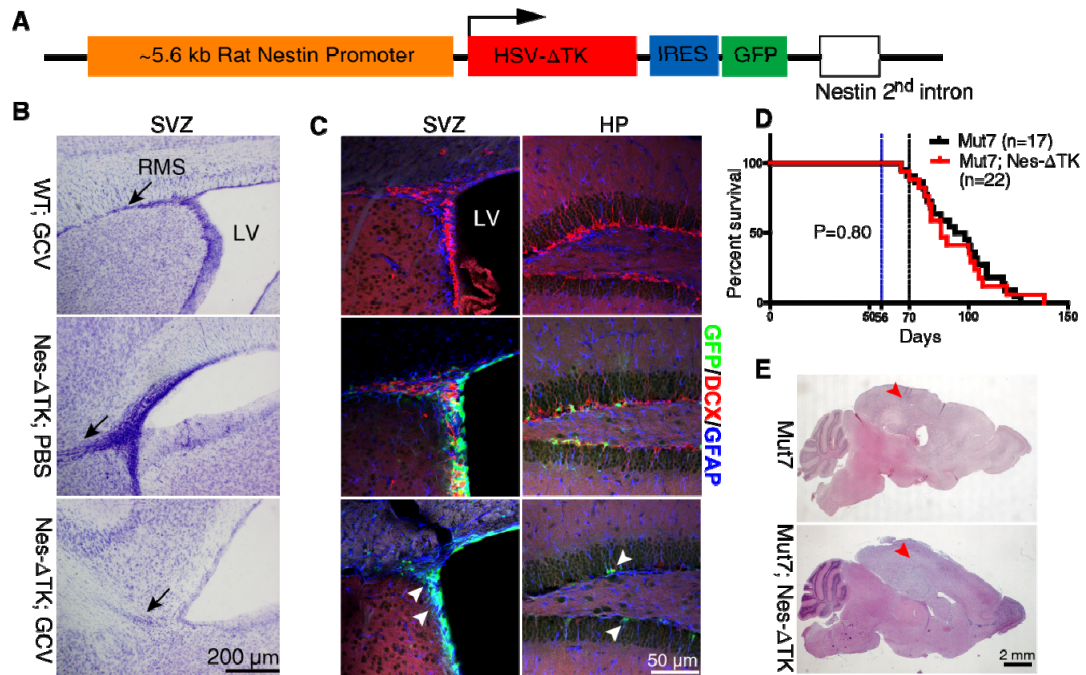 A
~5.6 kb Rat Nestin Promoter
HSV-ΔTK
IRES
GFP
Nestin 2nd intron
B
SVZ
WT; GCV
RMS
LV
Nes-ΔTK; PBS
Nes-ΔTK; GCV
200 µm
C
SVZ
HP
LV
GFP/DCX/GFAP
50 µm
D
Mut7 (n=17)
Mut7; Nes-ΔTK
(n=22)
Percent survival
100
50
0
P=0.80
0
50
56
70
100
150
Days
E
Mut7
Mut7; Nes-ΔTK
2 mm